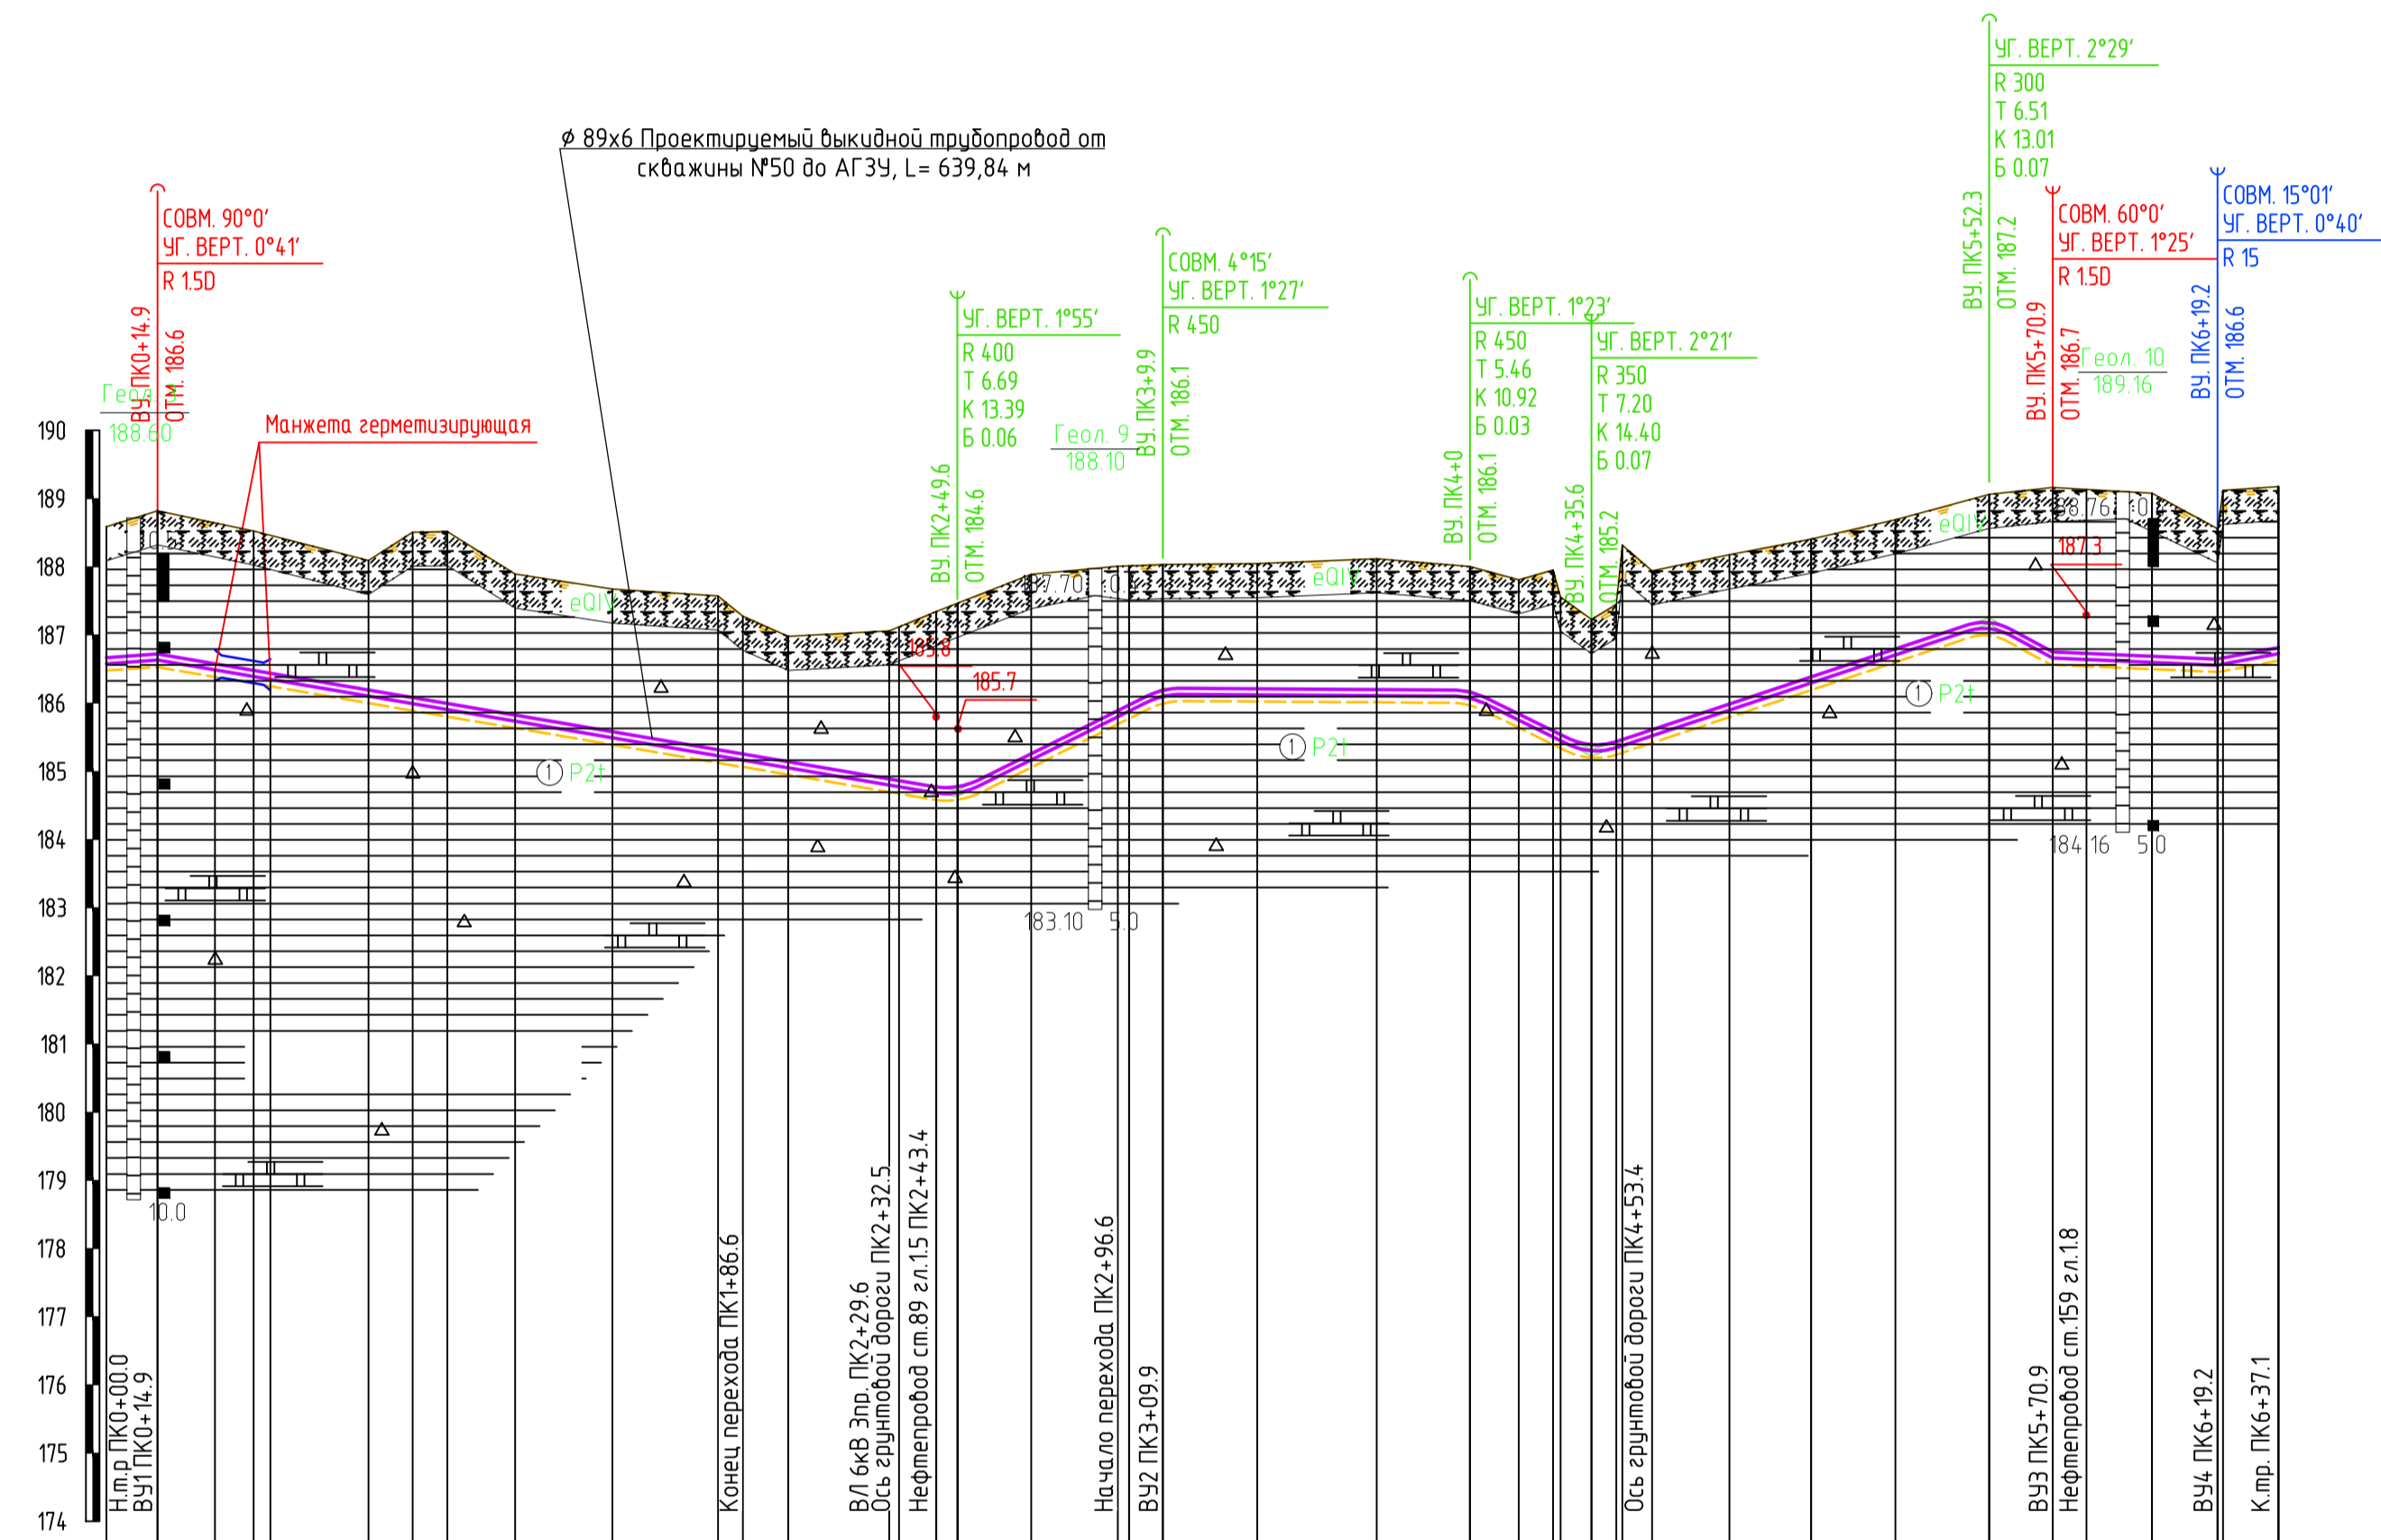 УГ. ВЕРТ. 2°29'
R 300
Т 6.51
К 13.01
Б 0.07
ВУ. ПК5+52.3
ОТМ. 187.2
Ø 89х6 Проектируемый выкидной трубопровод от
скважины №50 до АГЗУ, L= 639,84 м
СОВМ. 90°0'
УГ. ВЕРТ. 0°41'
R 1.5D
ВУ. ПК0+14.9
ОТМ. 186.6
188.60
Манжета герметизирующая
УГ. ВЕРТ. 1°55'
R 400
Т 6.69
К 13.39
Б 0.06
ВУ. ПК2+49.6
ОТМ. 184.6
СОВМ. 4°15'
УГ. ВЕРТ. 1°27'
R 450
ВУ. ПК3+9.9
ОТМ. 186.1
Геол. 9
188.10
УГ. ВЕРТ. 1°23'
R 450
Т 5.46
К 10.92
Б 0.03
ВУ. ПК4+0
ОТМ. 186.1
УГ. ВЕРТ. 2°21'
R 350
Т 7.20
К 14.40
Б 0.07
ВУ. ПК4+35.6
ОТМ. 185.2
СОВМ. 60°0'
УГ. ВЕРТ. 1°25'
R 1.5D
ВУ. ПК5+70.9
ОТМ. 186.7
Геол. 10
189.16
СОВМ. 15°01'
УГ. ВЕРТ. 0°40'
R 15
ВУ. ПК6+19.2
ОТМ. 186.6
190
189
188
187
186
185
184
183
182
181
180
179
178
177
176
175
174
eQIV
eQIV
eQIV
185.8
185.7
187.3
1 P2t
1 P2t
1 P2t
183.10 5.0
184.16 5.0
10.0
Н.т.р ПК0+00.0
ВУ1 ПК0+14.9
Конец перехода ПК1+86.6
ВЛ 6кВ 3пр. ПК2+29.6
Ось грунтовой дороги ПК2+32.5
Нефтепровод ст.89 гл.1.5 ПК2+43.4
Начало перехода ПК2+96.6
ВУ2 ПК3+09.9
Ось грунтовой дороги ПК4+53.4
ВУ3 ПК5+70.9
Нефтепровод ст.159 гл.1.8
ВУ4 ПК6+19.2
К.тр. ПК6+37.1